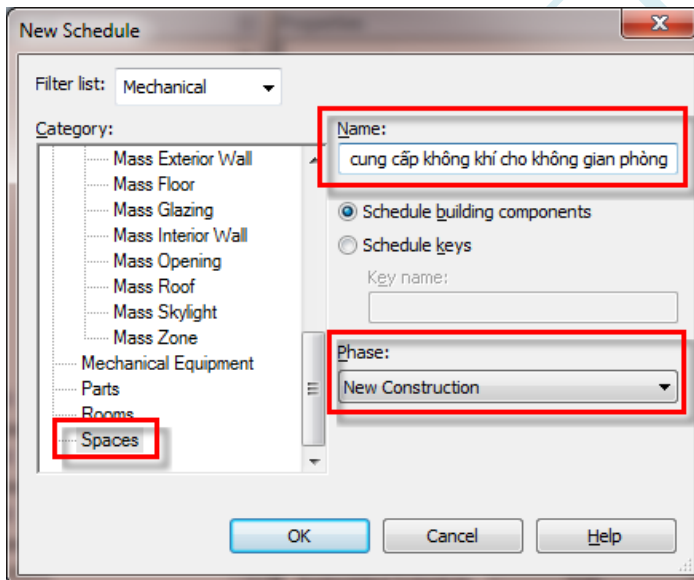 New Schedule
Filter list: Mechanical
Category:
Mass Exterior Wall
Mass Floor
Mass Glazing
Mass Interior Wall
Mass Opening
Mass Roof
Mass Skylight
Mass Zone
Mechanical Equipment
Parts
Rooms
Spaces
Name:
cung cấp không khí cho không gian phòng
Schedule building components
Schedule keys
Key name:
Phase:
New Construction
OK Cancel Help